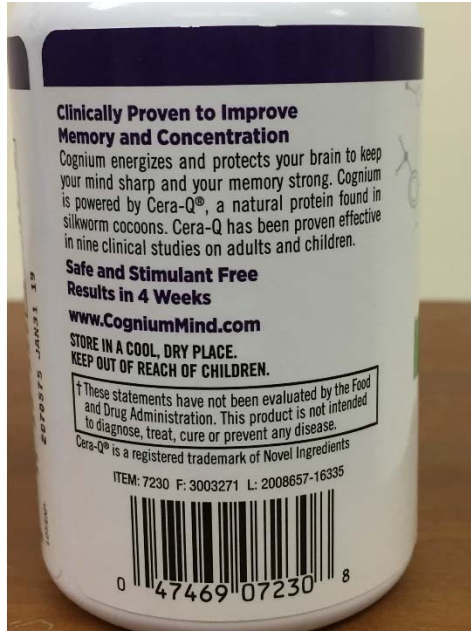 Clinically Proven to Improve
Memory and Concentration
Cognium energizes and protects your brain to keep
your mind sharp and your memory strong. Cognium
is powered by Cera-Q®, a natural protein found in
silkworm cocoons. Cera-Q has been proven effective
in nine clinical studies on adults and children.
Safe and Stimulant Free
Results in 4 Weeks
www.CogniumMind.com
STORE IN A COOL, DRY PLACE.
KEEP OUT OF REACH OF CHILDREN.
† These statements have not been evaluated by the Food
and Drug Administration. This product is not intended
to diagnose, treat, cure or prevent any disease.
Cera-Q® is a registered trademark of Novel Ingredients
ITEM: 7230 F: 3003271 L: 2008657-16335
0 47469 07230 8
2070575 JAN31 19